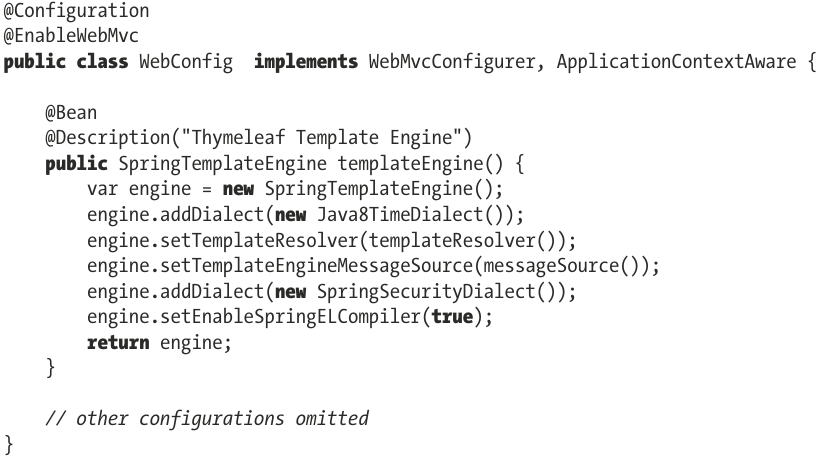 @Configuration
@EnableWebMvc
public class WebConfig  implements WebMvcConfigurer, ApplicationContextAware {
    @Bean
    @Description("Thymeleaf Template Engine")
    public SpringTemplateEngine templateEngine() {
        var engine = new SpringTemplateEngine();
        engine.addDialect(new Java8TimeDialect());
        engine.setTemplateResolver(templateResolver());
        engine.setTemplateEngineMessageSource(messageSource());
        engine.addDialect(new SpringSecurityDialect());
        engine.setEnableSpringELCompiler(true);
        return engine;
    }
    // other configurations omitted
}